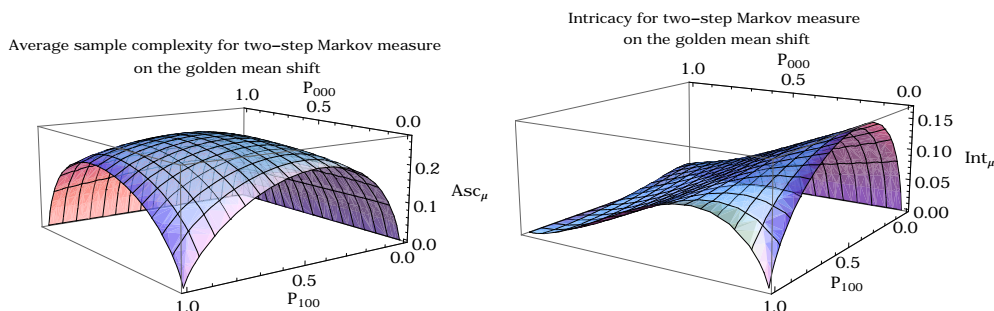 Average sample complexity for two−step Markov measure
on the golden mean shift
P000
1.0
0.5
0.0
0.2
Ascμ
0.1
0.0
0.0
0.5
P100
1.0
Intricacy for two−step Markov measure
on the golden mean shift
P000
1.0
0.5
0.0
0.15
0.10
Intμ
0.05
0.00
0.0
0.5
P100
1.0